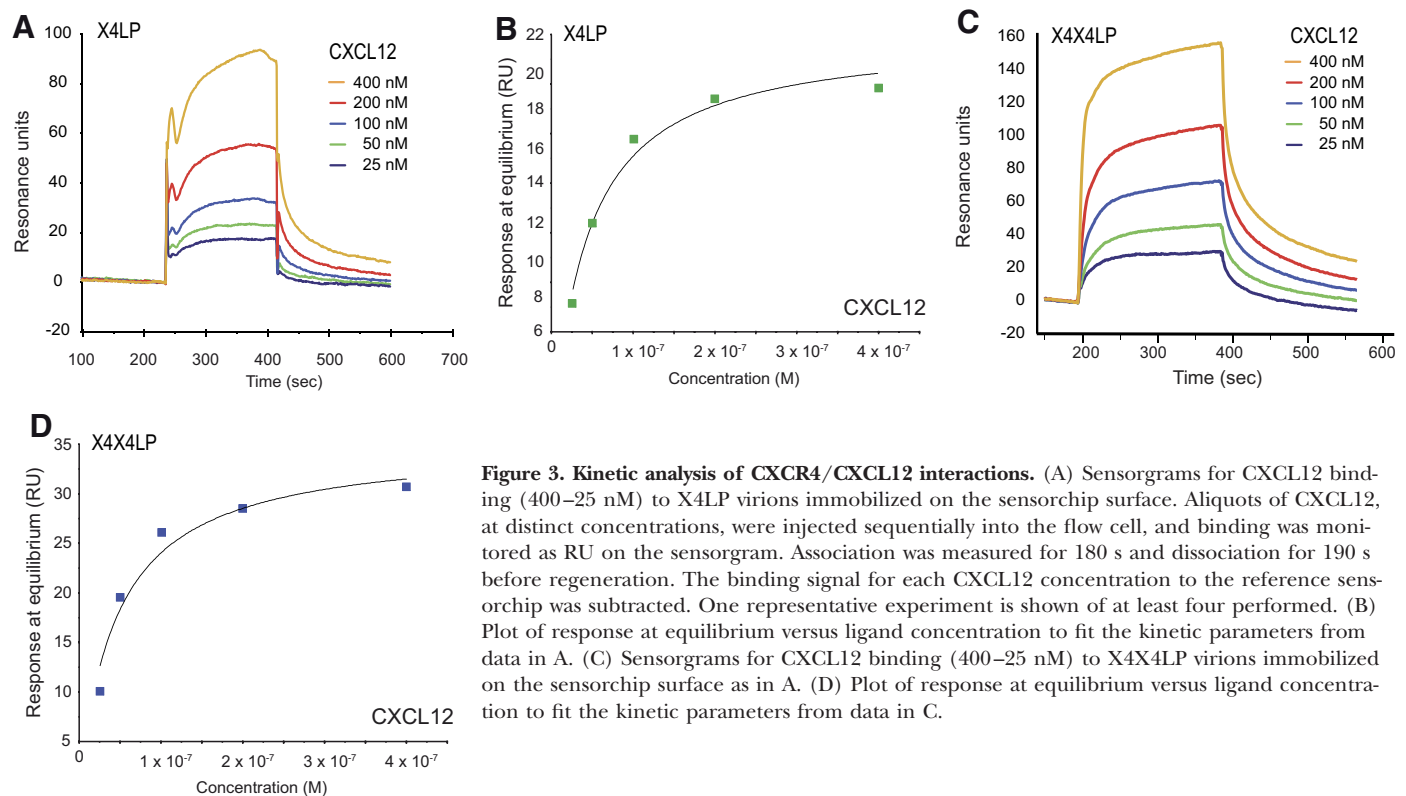 A
X4LP
CXCL12
400 nM
200 nM
100 nM
50 nM
25 nM
Resonance units
100
80
60
40
20
0
-20
100 200 300 400 500 600 700
Time (sec)
B
X4LP
Response at equilibrium (RU)
22
20
18
16
14
12
10
8
6
CXCL12
0 1 x 10-7 2 x 10-7 3 x 10-7 4 x 10-7
Concentration (M)
C
X4X4LP
CXCL12
400 nM
200 nM
100 nM
50 nM
25 nM
Resonance units
160
140
120
100
80
60
40
20
0
-20
200 300 400 500 600
Time (sec)
D
X4X4LP
Response at equilibrium (RU)
35
30
25
20
15
10
5
CXCL12
0 1 x 10-7 2 x 10-7 3 x 10-7 4 x 10-7
Concentration (M)
Figure 3. Kinetic analysis of CXCR4/CXCL12 interactions. (A) Sensorgrams for CXCL12 bind-
ing (400–25 nM) to X4LP virions immobilized on the sensorchip surface. Aliquots of CXCL12,
at distinct concentrations, were injected sequentially into the flow cell, and binding was moni-
tored as RU on the sensorgram. Association was measured for 180 s and dissociation for 190 s
before regeneration. The binding signal for each CXCL12 concentration to the reference sens-
orchip was subtracted. One representative experiment is shown of at least four performed. (B)
Plot of response at equilibrium versus ligand concentration to fit the kinetic parameters from
data in A. (C) Sensorgrams for CXCL12 binding (400–25 nM) to X4X4LP virions immobilized
on the sensorchip surface as in A. (D) Plot of response at equilibrium versus ligand concentra-
tion to fit the kinetic parameters from data in C.